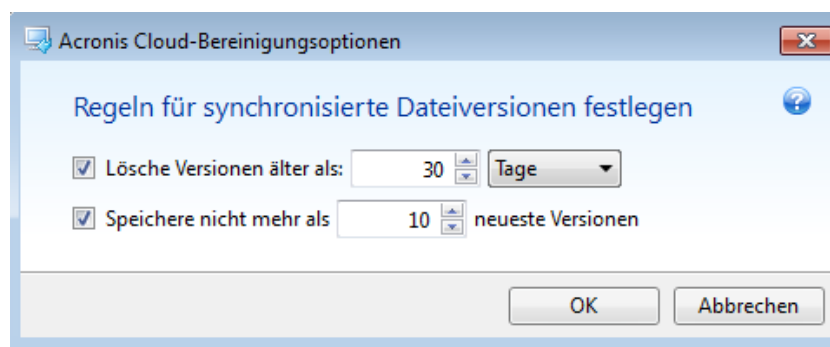 Acronis Cloud-Bereinigungsoptionen
Regeln für synchronisierte Dateiversionen festlegen
Lösche Versionen älter als: 30 Tage
Speichere nicht mehr als 10 neueste Versionen
OK Abbrechen